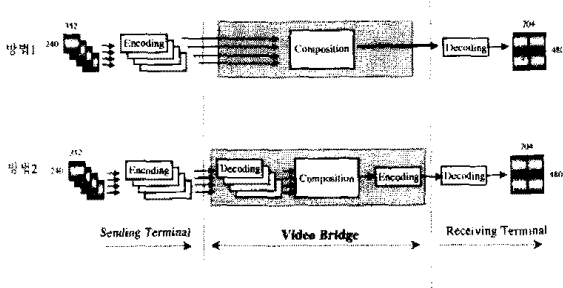 352
704
방법1
240
Encoding
Composition
Decoding
480
352
704
방법2
240
Encoding
Decoding
Composition
Encoding
Decoding
480
Sending Terminal
Video Bridge
Receiving Terminal